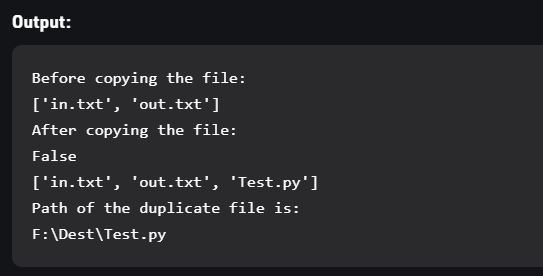 Output:
Before copying the file:
['in.txt', 'out.txt']
After copying the file:
False
['in.txt', 'out.txt', 'Test.py']
Path of the duplicate file is:
F:\Dest\Test.py